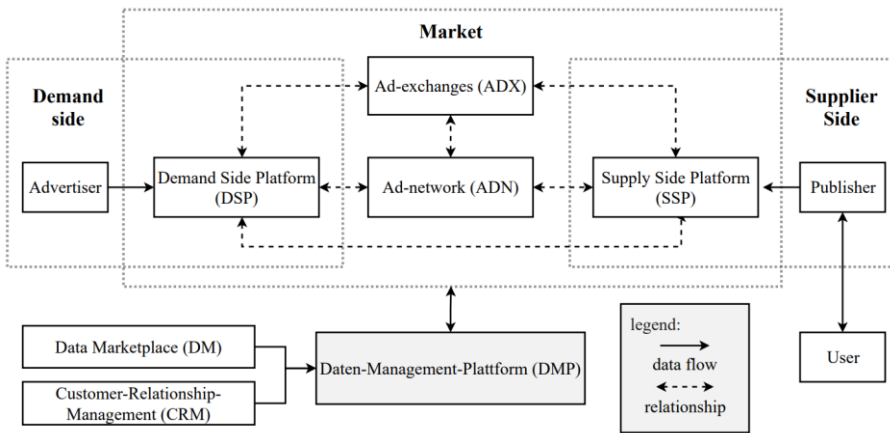 Market
Demand
side
Supplier
Side
Ad-exchanges (ADX)
Advertiser
Demand Side Platform
(DSP)
Ad-network (ADN)
Supply Side Platform
(SSP)
Publisher
Data Marketplace (DM)
Customer-Relationship-
Management (CRM)
Daten-Management-Plattform (DMP)
legend:
data flow
relationship
User